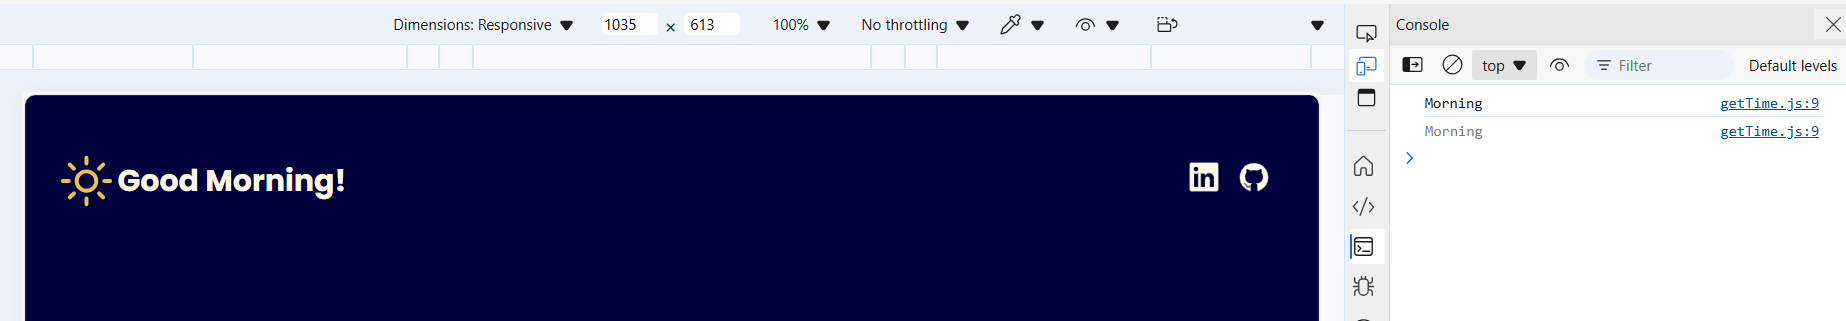 Dimensions: Responsive 1035 × 613 100% No throttling
Console
top Filter Default levels
Morning getTime.js:9
Morning getTime.js:9
Good Morning!
in